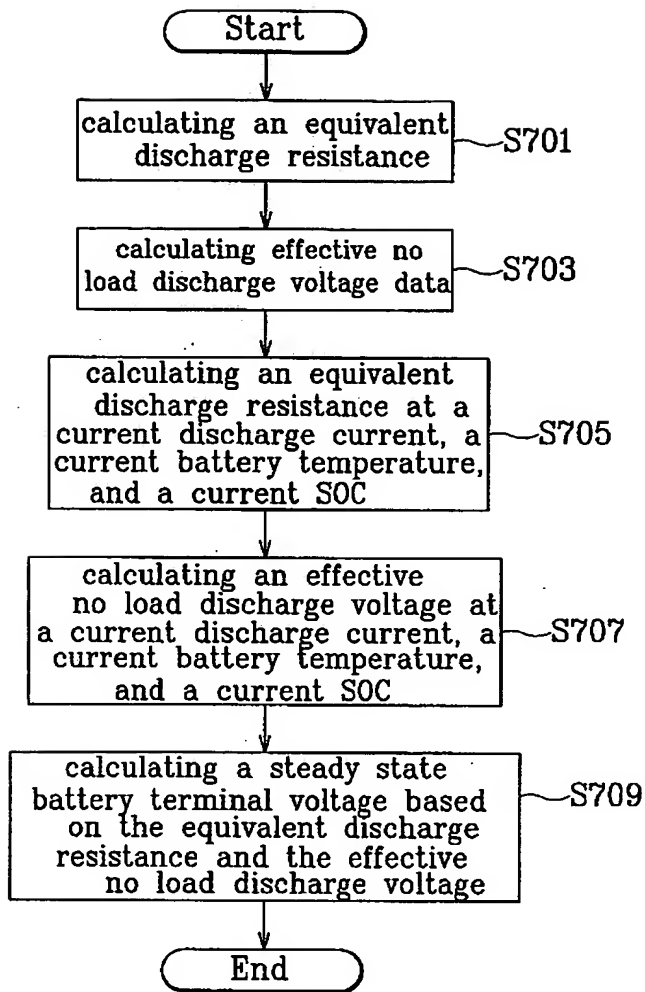 Start
calculating an equivalent
discharge resistance
S701
calculating effective no
load discharge voltage data
S703
calculating an equivalent
discharge resistance at a
current discharge current, a
current battery temperature,
and a current SOC
S705
calculating an effective
no load discharge voltage at
a current discharge current, a
current battery temperature,
and a current SOC
S707
calculating a steady state
battery terminal voltage based
on the equivalent discharge
resistance and the effective
no load discharge voltage
S709
End